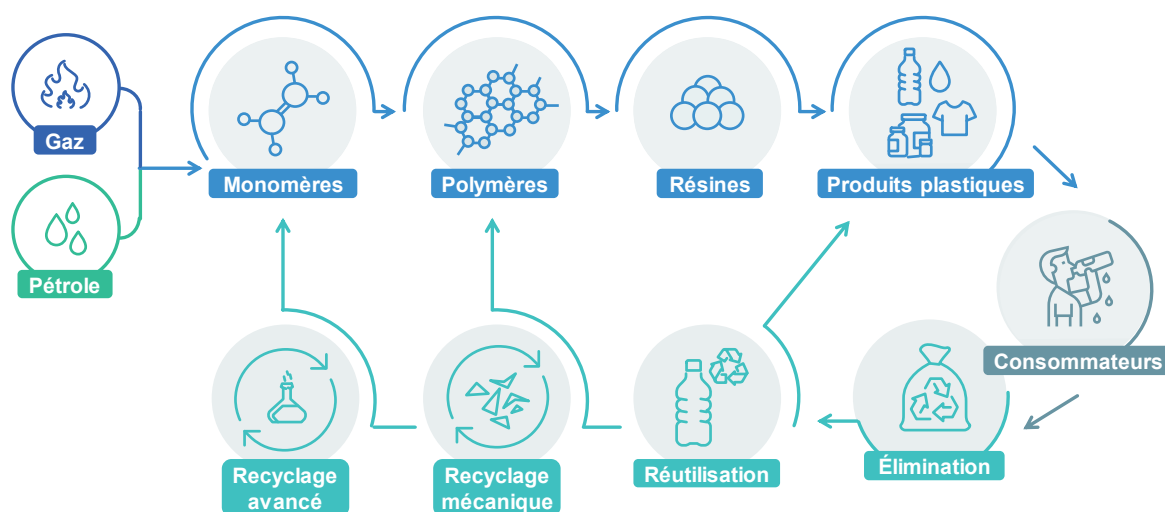 Gaz
Pétrole
Monomères
Polymères
Résines
Produits plastiques
Consommateurs
Élimination
Réutilisation
Recyclage
mécanique
Recyclage
avancé